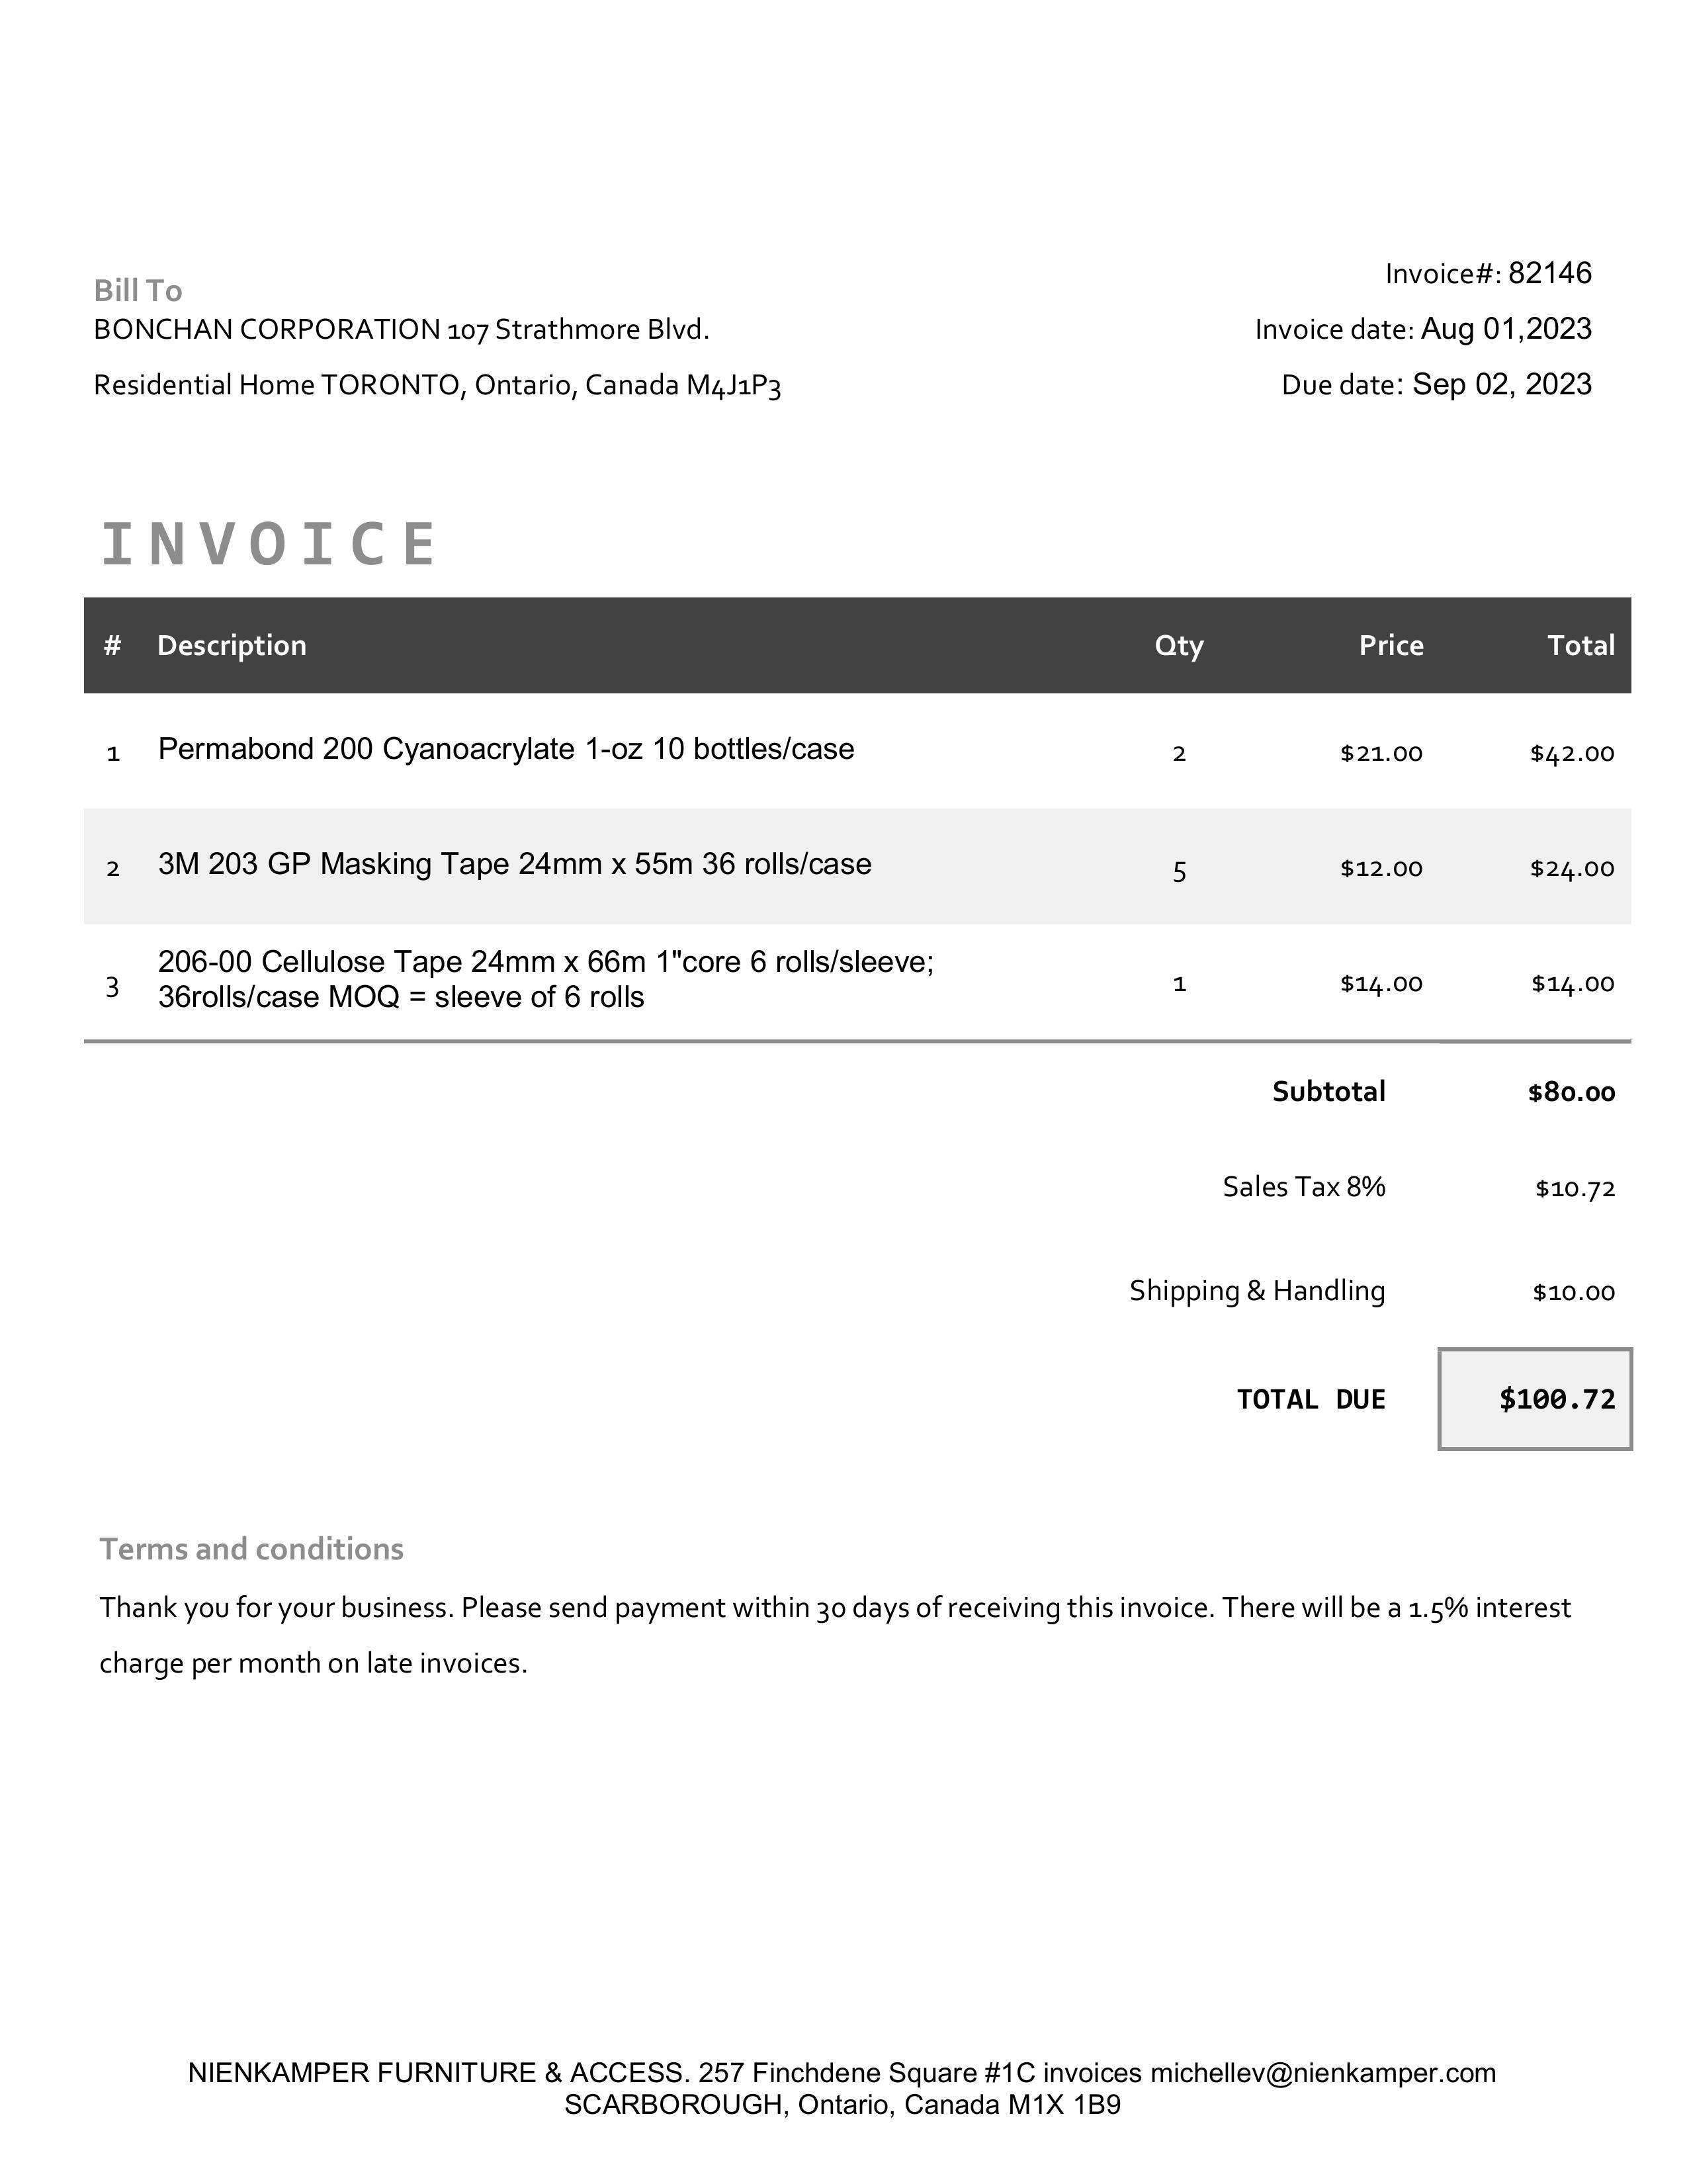 Bill To
BONCHAN CORPORATION 107 Strathmore Blvd.
Residential Home TORONTO, Ontario, Canada M4J1P3
Invoice#: 82146
Invoice date: Aug 01,2023
Due date: Sep 02, 2023
INVOICE
# Description Qty Price Total
1 Permabond 200 Cyanoacrylate 1-oz 10 bottles/case 2 $21.00 $42.00
2 3M 203 GP Masking Tape 24mm x 55m 36 rolls/case 5 $12.00 $24.00
3 206-00 Cellulose Tape 24mm x 66m 1"core 6 rolls/sleeve;
36rolls/case MOQ = sleeve of 6 rolls 1 $14.00 $14.00
Subtotal $80.00
Sales Tax 8% $10.72
Shipping & Handling $10.00
TOTAL DUE $100.72
Terms and conditions
Thank you for your business. Please send payment within 30 days of receiving this invoice. There will be a 1.5% interest
charge per month on late invoices.
NIENKAMPER FURNITURE & ACCESS. 257 Finchdene Square #1C invoices michellev@nienkamper.com
SCARBOROUGH, Ontario, Canada M1X 1B9